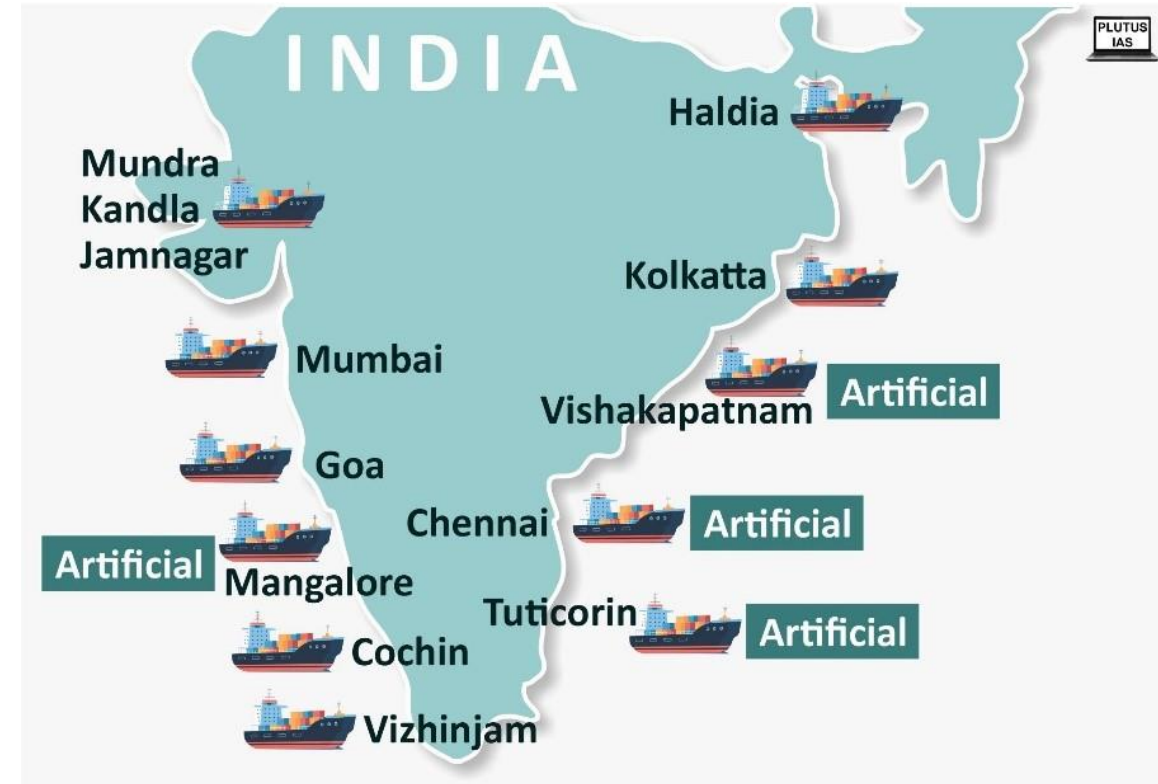 PLUTUS
IAS
INDIA
Haldia
Mundra
Kandla
Jamnagar
Kolkatta
Mumbai
Artificial
Vishakapatnam
Goa
Chennai
Artificial
Artificial
Mangalore
Tuticorin
Artificial
Cochin
Vizhinjam